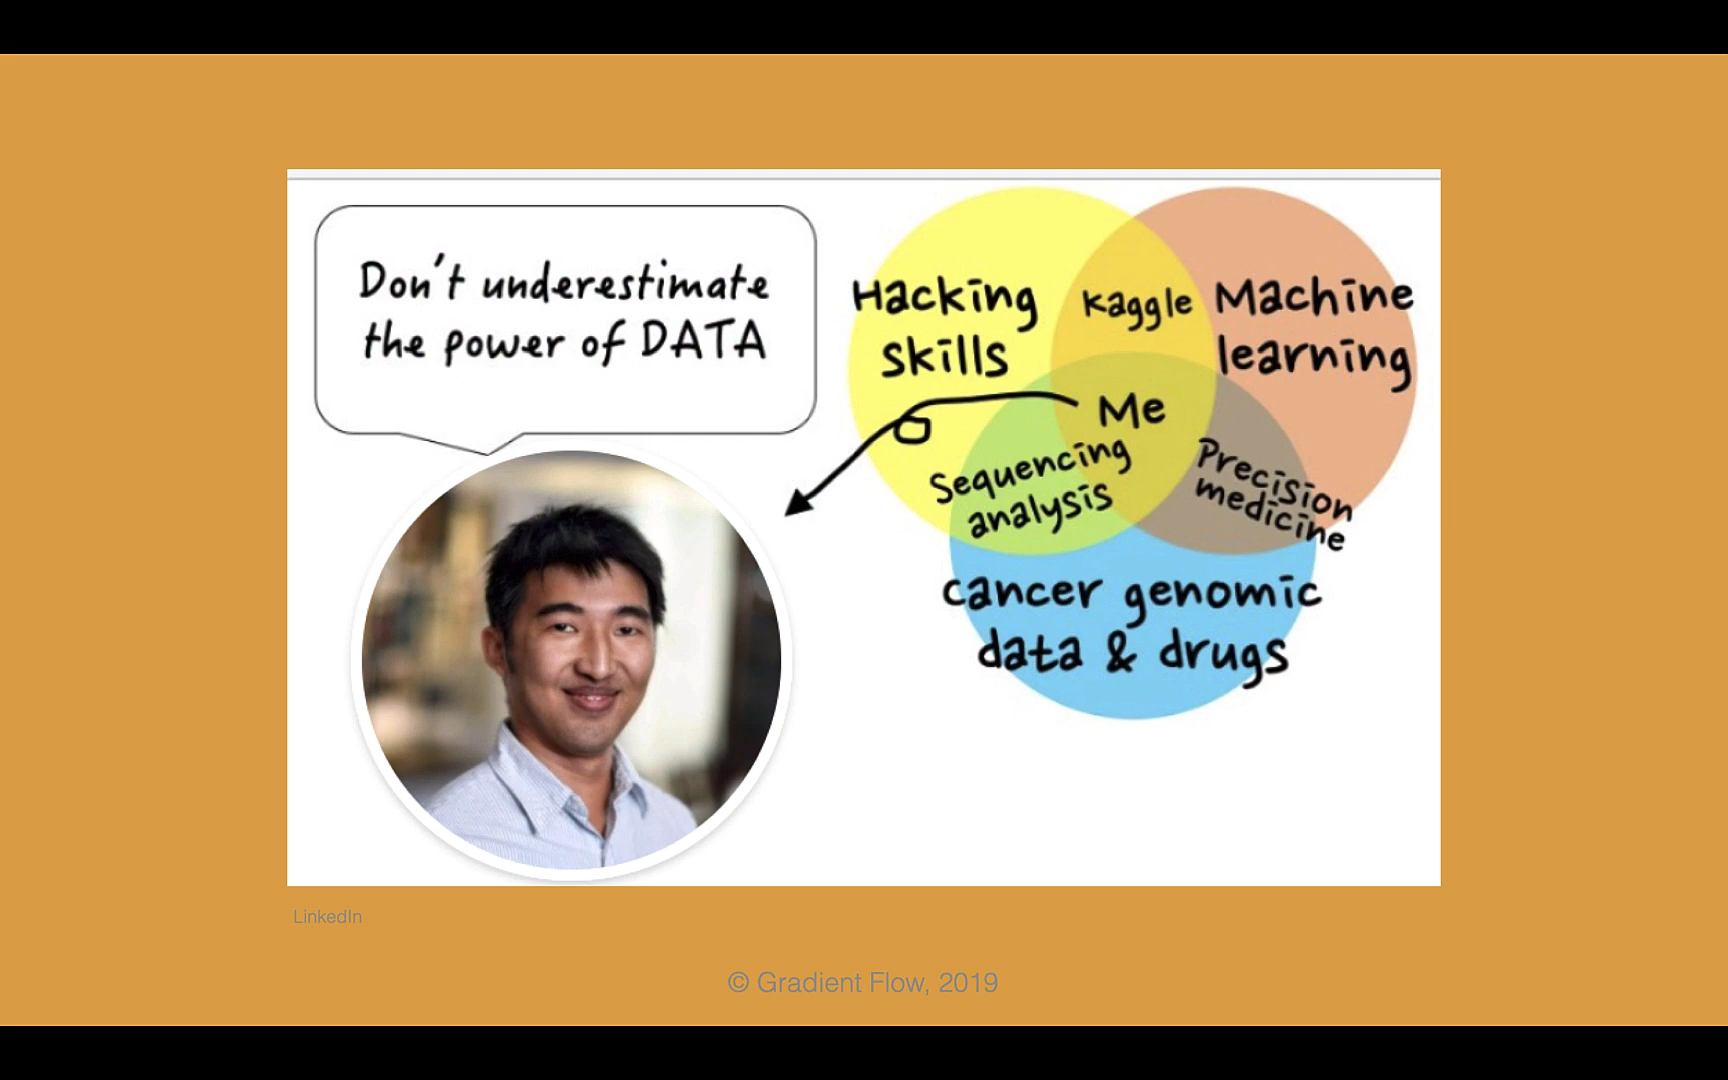 Don't underestimate
the power of DATA
Hacking
skills
Kaggle
Machine
learning
Me
Sequencing
analysis
Precision
medicine
cancer genomic
data & drugs
LinkedIn
© Gradient Flow, 2019